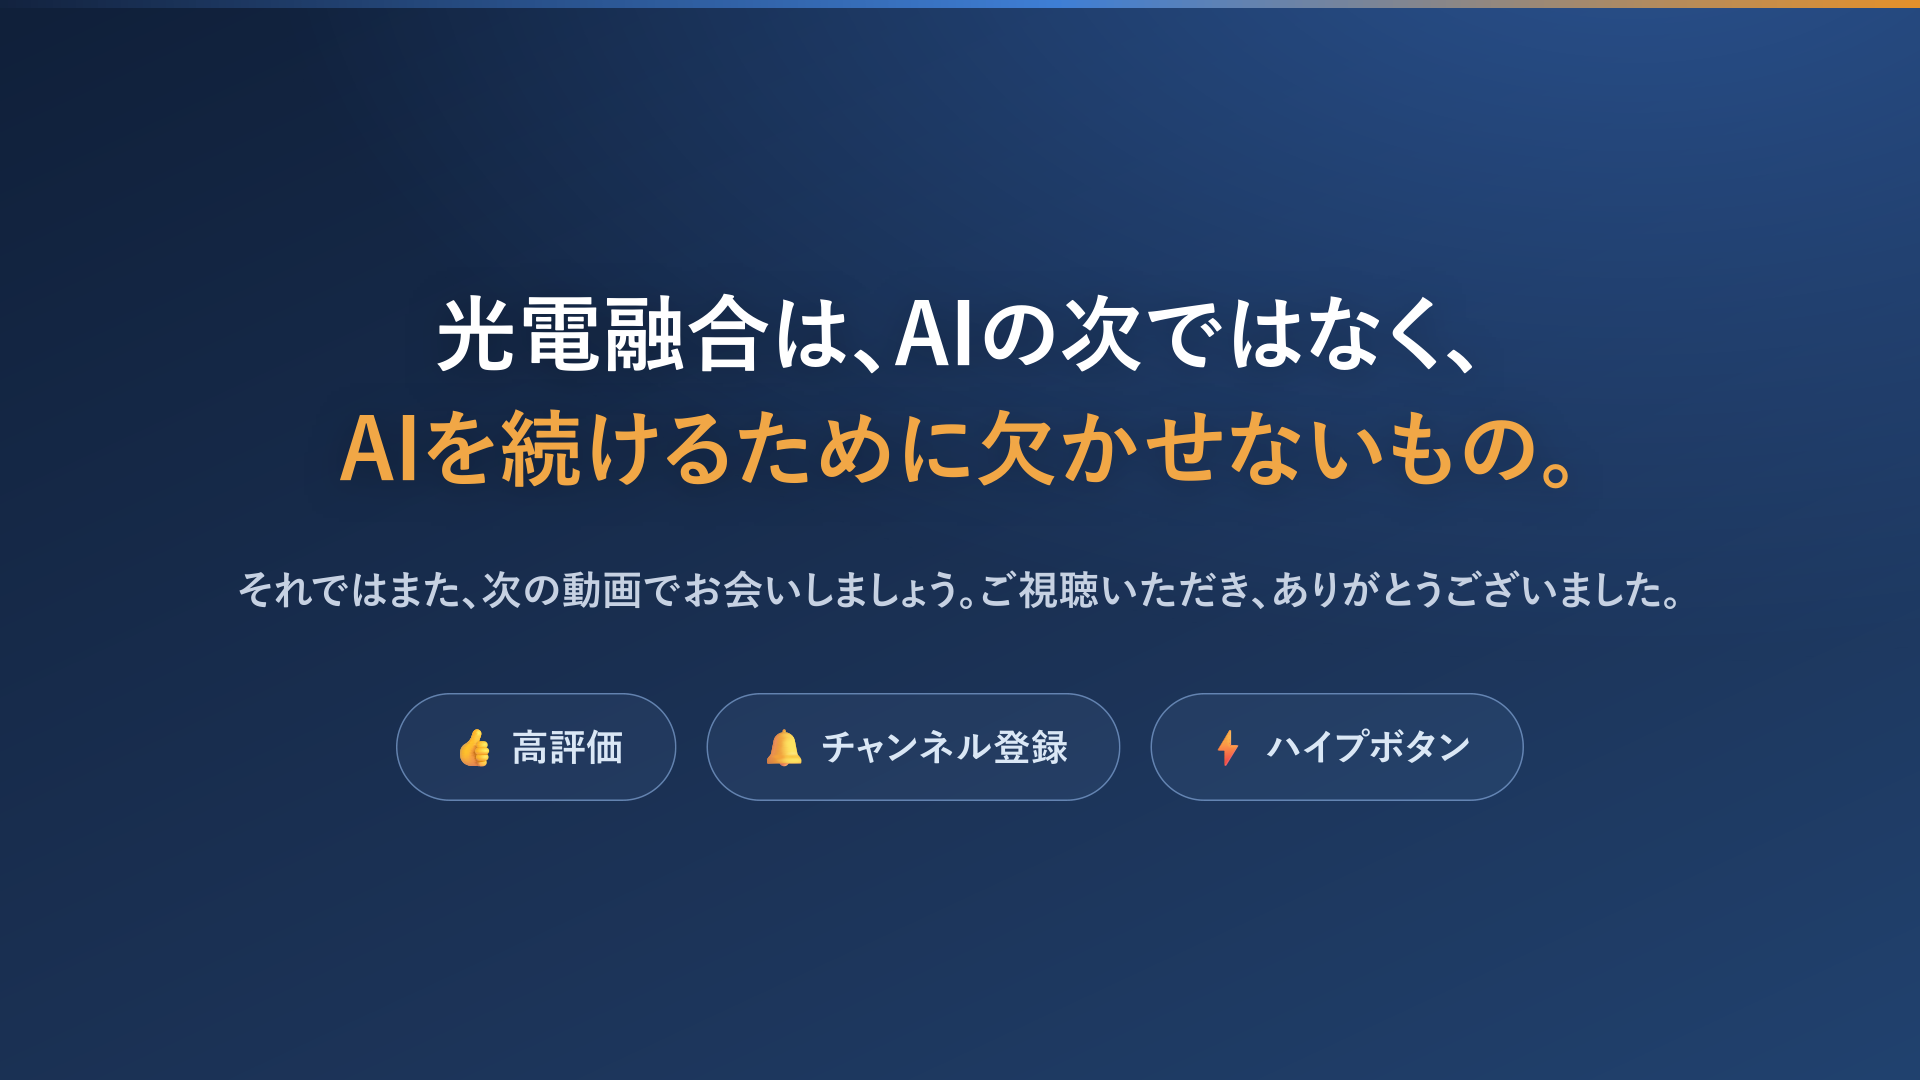 光電融合は、AIの次ではなく、
AIを続けるために欠かせないもの。
それではまた、次の動画でお会いしましょう。ご視聴いただき、ありがとうございました。
👍 高評価
🔔 チャンネル登録
⚡ ハイプボタン